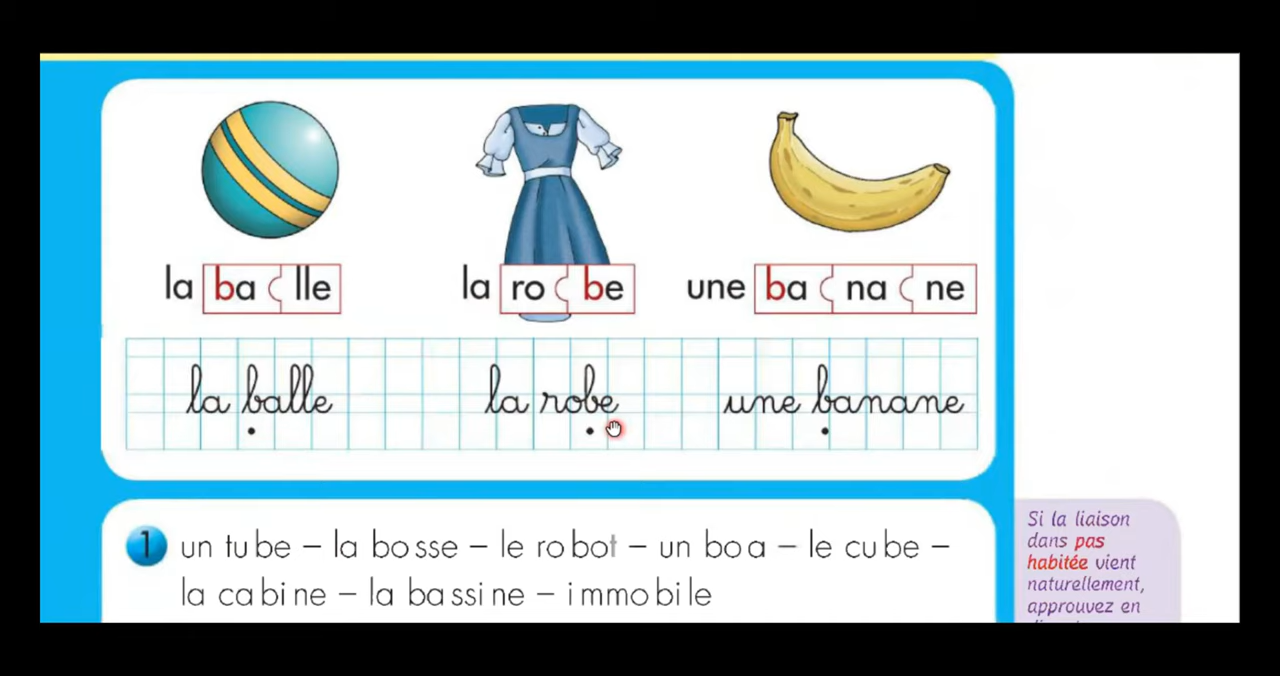 la balle
la robe
une banane
la balle
la robe
une banane
1 un tube – la bosse – le robot – un boa – le cube –
la cabine – la bassine – immobile
Si la liaison
dans pas
habitée vient
naturellement,
approuvez en